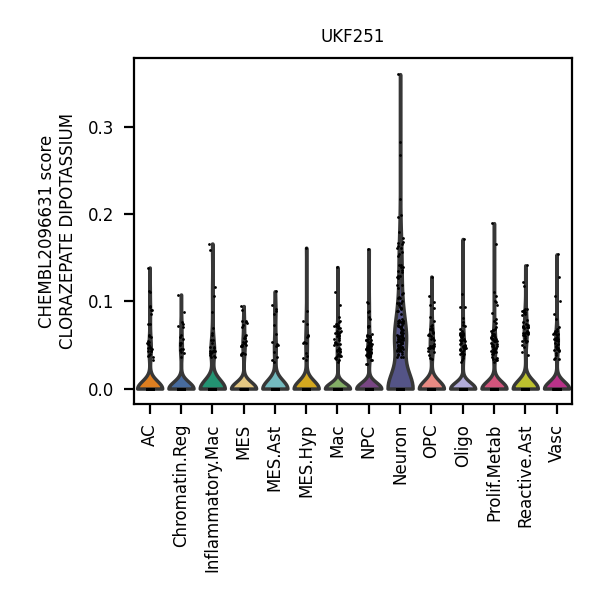 UKF251
CHEMBL2096631 score
CLORAZEPATE DIPOTASSIUM
0.3
0.2
0.1
0.0
AC
Chromatin.Reg
Inflammatory.Mac
MES
MES.Ast
MES.Hyp
Mac
NPC
Neuron
OPC
Oligo
Prolif.Metab
Reactive.Ast
Vasc